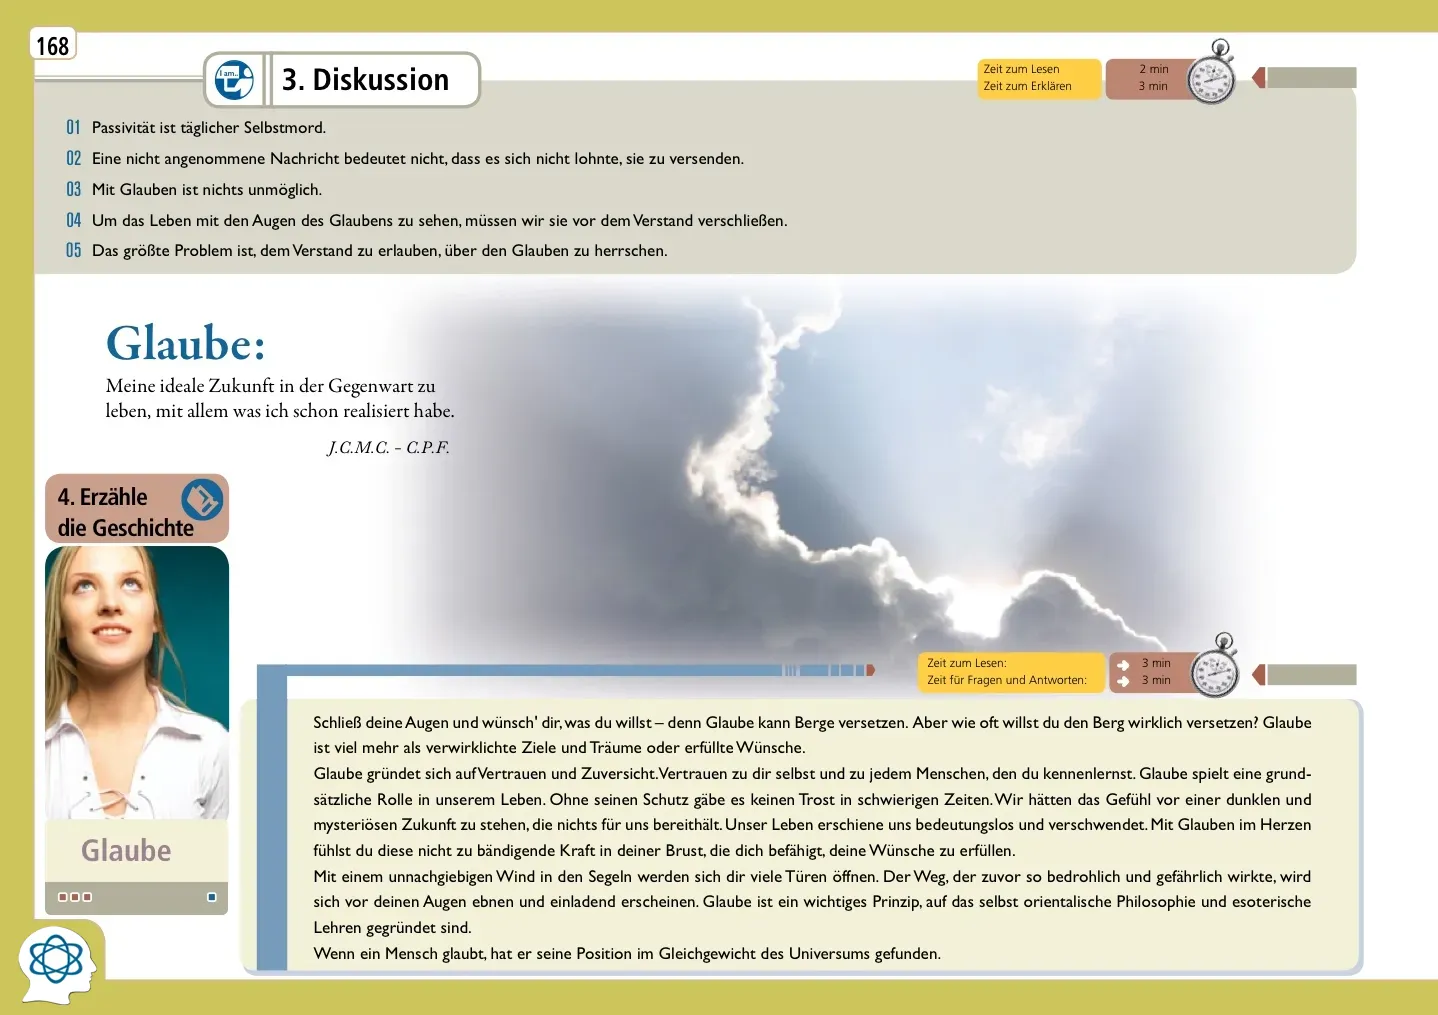 168
I am...
3. Diskussion
Zeit zum Lesen 2 min
Zeit zum Erklären 3 min
01 Passivität ist täglicher Selbstmord.
02 Eine nicht angenommene Nachricht bedeutet nicht, dass es sich nicht lohnte, sie zu versenden.
03 Mit Glauben ist nichts unmöglich.
04 Um das Leben mit den Augen des Glaubens zu sehen, müssen wir sie vor dem Verstand verschließen.
05 Das größte Problem ist, dem Verstand zu erlauben, über den Glauben zu herrschen.
Glaube:
Meine ideale Zukunft in der Gegenwart zu
leben, mit allem was ich schon realisiert habe.
J.C.M.C. - C.P.F.
4. Erzähle
die Geschichte
Glaube
Zeit zum Lesen: 3 min
Zeit für Fragen und Antworten: 3 min
Schließ deine Augen und wünsch' dir, was du willst – denn Glaube kann Berge versetzen. Aber wie oft willst du den Berg wirklich versetzen? Glaube
ist viel mehr als verwirklichte Ziele und Träume oder erfüllte Wünsche.
Glaube gründet sich auf Vertrauen und Zuversicht. Vertrauen zu dir selbst und zu jedem Menschen, den du kennenlernst. Glaube spielt eine grund-
sätzliche Rolle in unserem Leben. Ohne seinen Schutz gäbe es keinen Trost in schwierigen Zeiten. Wir hätten das Gefühl vor einer dunklen und
mysteriösen Zukunft zu stehen, die nichts für uns bereithält. Unser Leben erschiene uns bedeutungslos und verschwendet. Mit Glauben im Herzen
fühlst du diese nicht zu bändigende Kraft in deiner Brust, die dich befähigt, deine Wünsche zu erfüllen.
Mit einem unnachgiebigen Wind in den Segeln werden sich dir viele Türen öffnen. Der Weg, der zuvor so bedrohlich und gefährlich wirkte, wird
sich vor deinen Augen ebnen und einladend erscheinen. Glaube ist ein wichtiges Prinzip, auf das selbst orientalische Philosophie und esoterische
Lehren gegründet sind.
Wenn ein Mensch glaubt, hat er seine Position im Gleichgewicht des Universums gefunden.